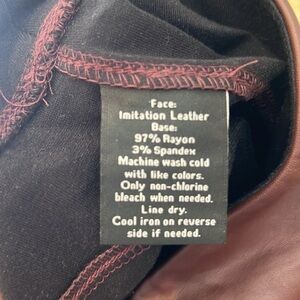 Face:
Imitation Leather
Base:
97% Rayon
3% Spandex
Machine wash cold
with like colors.
Only non-chlorine
bleach when needed.
Line dry.
Cool iron on reverse
side if needed.